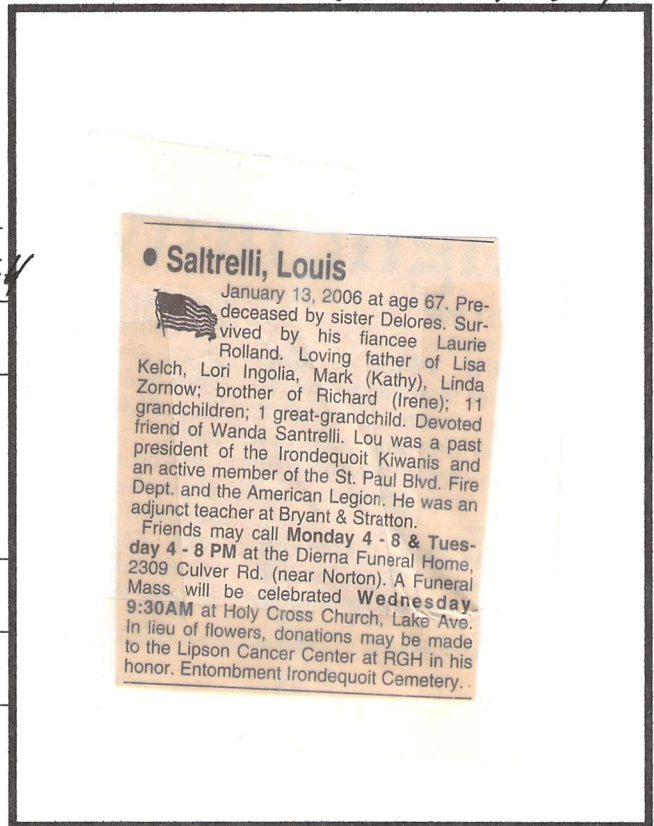 • Saltrelli, Louis
January 13, 2006 at age 67. Pre-
deceased by sister Delores. Sur-
vived by his fiancee Laurie
Rolland. Loving father of Lisa
Kelch, Lori Ingolia, Mark (Kathy), Linda
Zornow; brother of Richard (Irene); 11
grandchildren; 1 great-grandchild. Devoted
friend of Wanda Santrelli. Lou was a past
president of the Irondequoit Kiwanis and
an active member of the St. Paul Blvd. Fire
Dept. and the American Legion. He was an
adjunct teacher at Bryant & Stratton.
Friends may call Monday 4 - 8 & Tues-
day 4 - 8 PM at the Dierna Funeral Home,
2309 Culver Rd. (near Norton). A Funeral
Mass will be celebrated Wednesday
9:30AM at Holy Cross Church, Lake Ave.
In lieu of flowers, donations may be made
to the Lipson Cancer Center at RGH in his
honor. Entombment Irondequoit Cemetery.